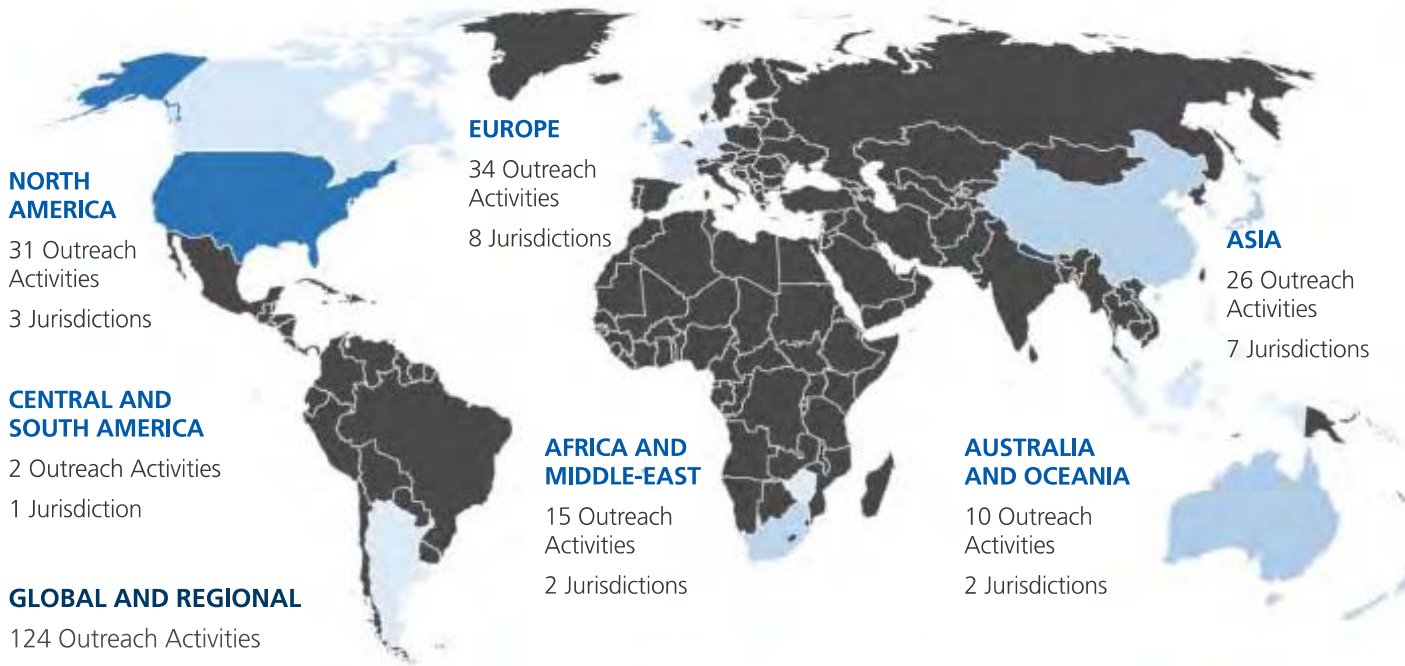 NORTH
AMERICA
31 Outreach
Activities
3 Jurisdictions
EUROPE
34 Outreach
Activities
8 Jurisdictions
ASIA
26 Outreach
Activities
7 Jurisdictions
CENTRAL AND
SOUTH AMERICA
2 Outreach Activities
1 Jurisdiction
AFRICA AND
MIDDLE-EAST
15 Outreach
Activities
2 Jurisdictions
AUSTRALIA
AND OCEANIA
10 Outreach
Activities
2 Jurisdictions
GLOBAL AND REGIONAL
124 Outreach Activities